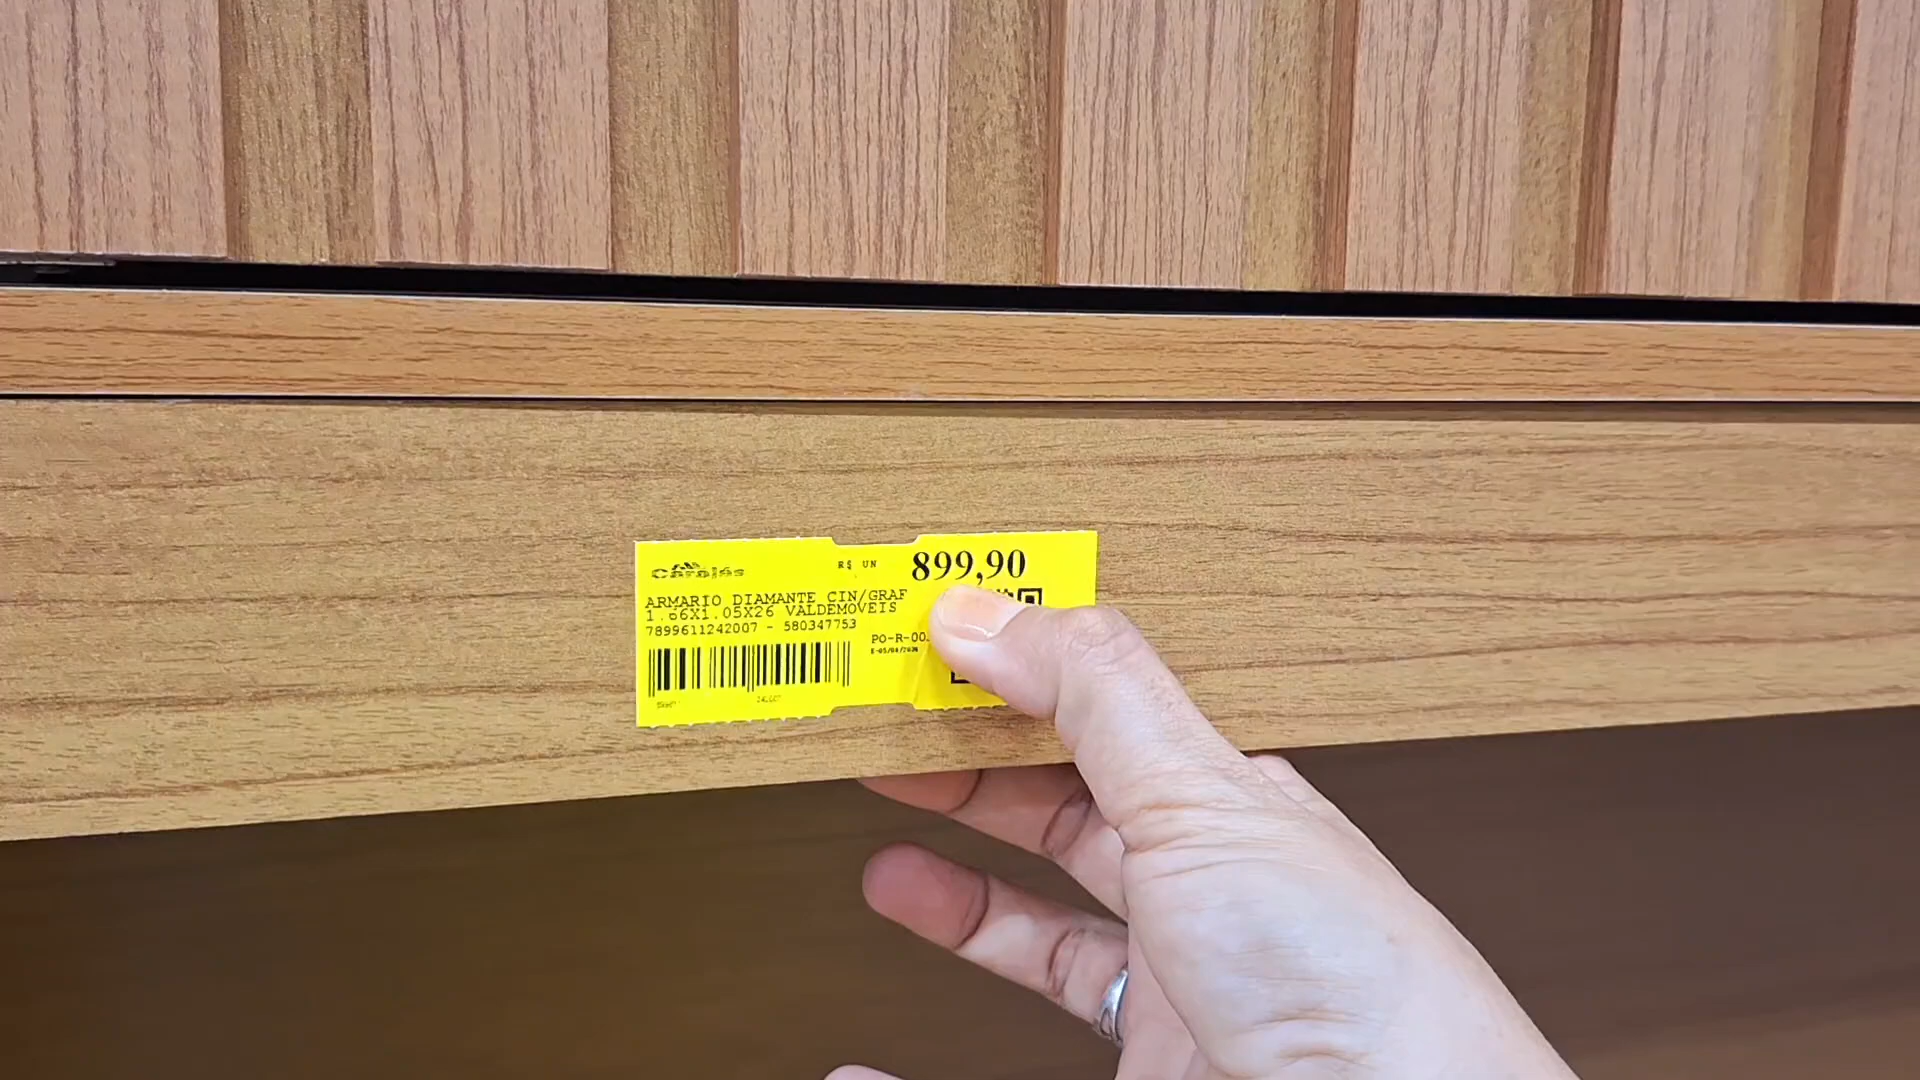 Carajás
R$ UN 899,90
ARMARIO DIAMANTE CIN/GRAF
1.66X1.05X26 VALDEMOVEIS
7899611242007 - 580347753
PO-R-00